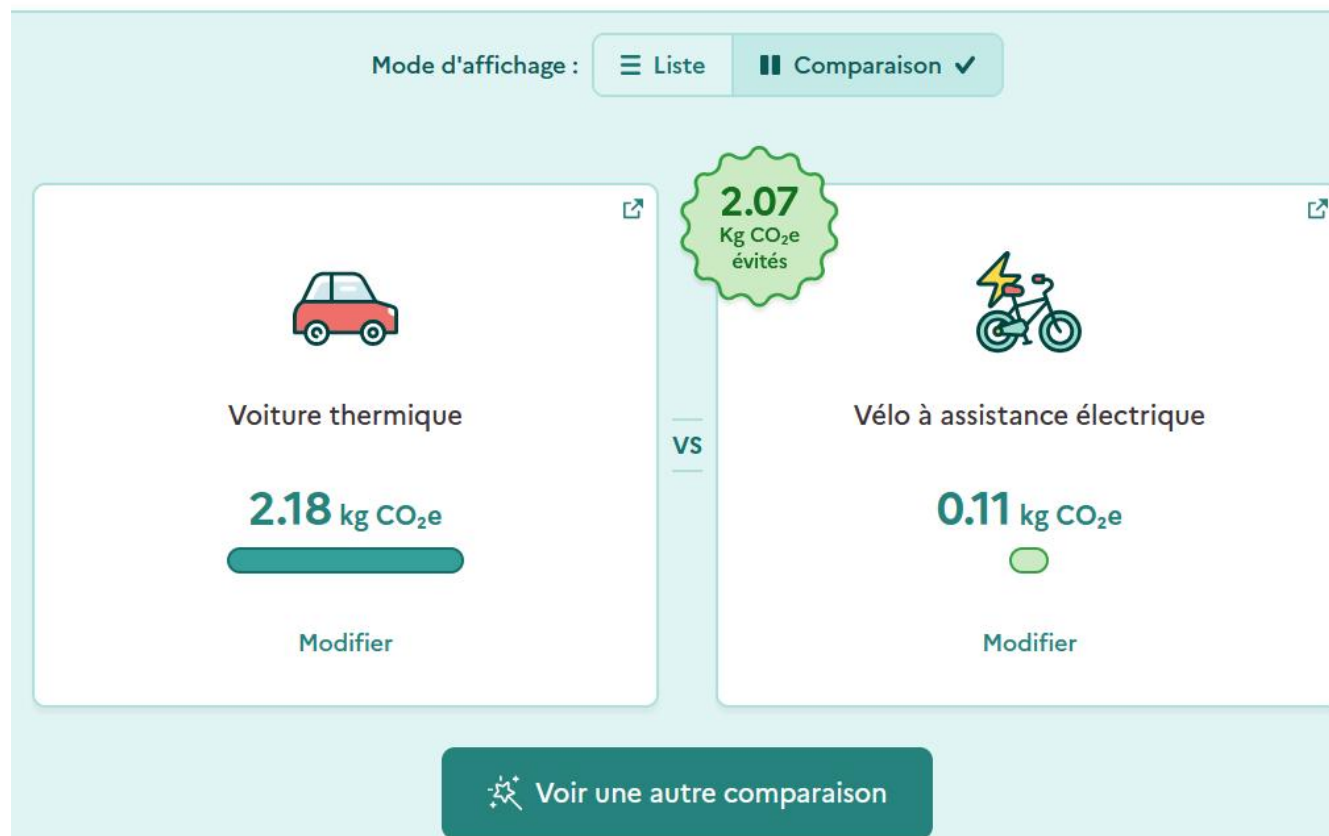 Mode d'affichage : Liste Comparaison
2.07
Kg CO₂e
évités
Voiture thermique
2.18 kg CO₂e
Modifier
VS
Vélo à assistance électrique
0.11 kg CO₂e
Modifier
Voir une autre comparaison